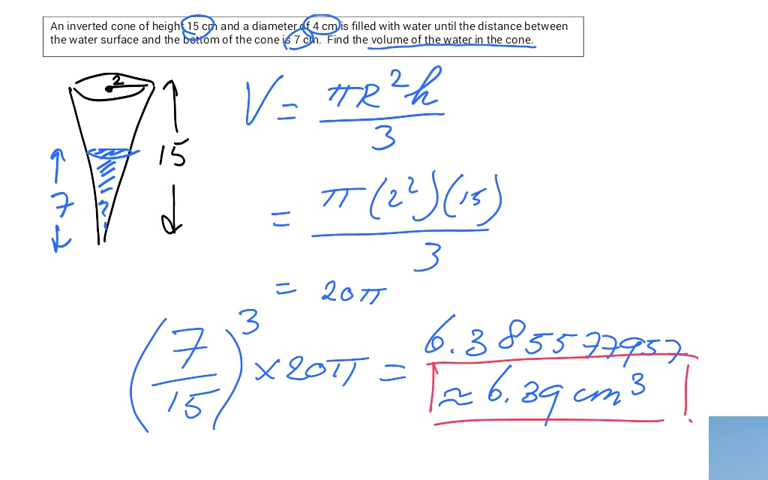 An inverted cone of height 15 cm and a diameter of 4 cm is filled with water until the distance between
the water surface and the bottom of the cone is 7 cm. Find the volume of the water in the cone.
2
15
7
?
V = πR²h / 3
= π(2²)(15) / 3
= 20π
(7/15)³ × 20π = 6.385577957
≈ 6.39 cm³